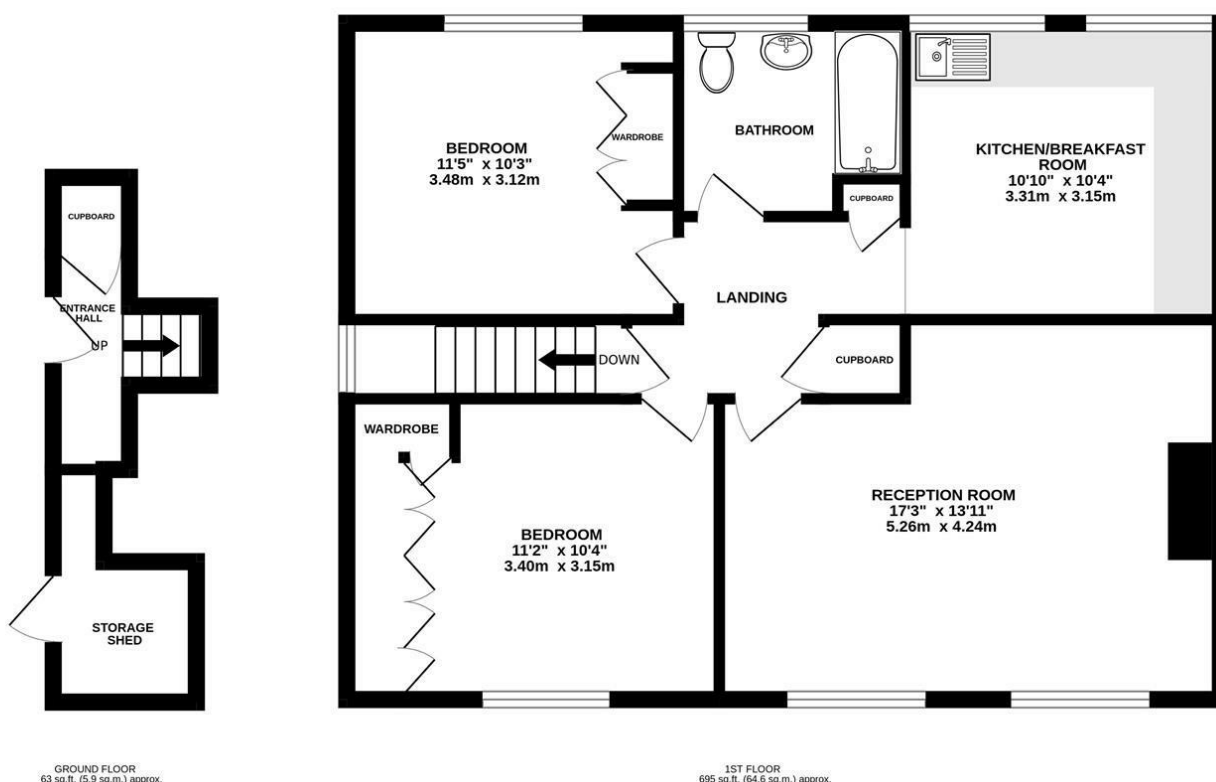 BEDROOM
11'5" x 10'3"
3.48m x 3.12m
WARDROBE
BATHROOM
KITCHEN/BREAKFAST
ROOM
10'10" x 10'4"
3.31m x 3.15m
CUPBOARD
CUPBOARD
ENTRANCE
HALL
UP
LANDING
DOWN
CUPBOARD
WARDROBE
BEDROOM
11'2" x 10'4"
3.40m x 3.15m
RECEPTION ROOM
17'3" x 13'11"
5.26m x 4.24m
STORAGE
SHED
GROUND FLOOR
63 sq.ft. (5.9 sq.m.) approx.
1ST FLOOR
695 sq.ft. (64.6 sq.m.) approx.